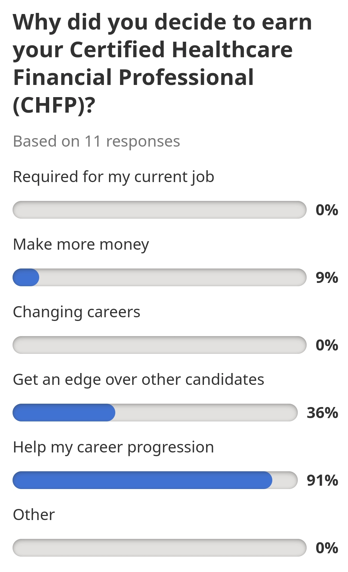 Why did you decide to earn
your Certified Healthcare
Financial Professional
(CHFP)?
Based on 11 responses
Required for my current job
0%
Make more money
9%
Changing careers
0%
Get an edge over other candidates
36%
Help my career progression
91%
Other
0%